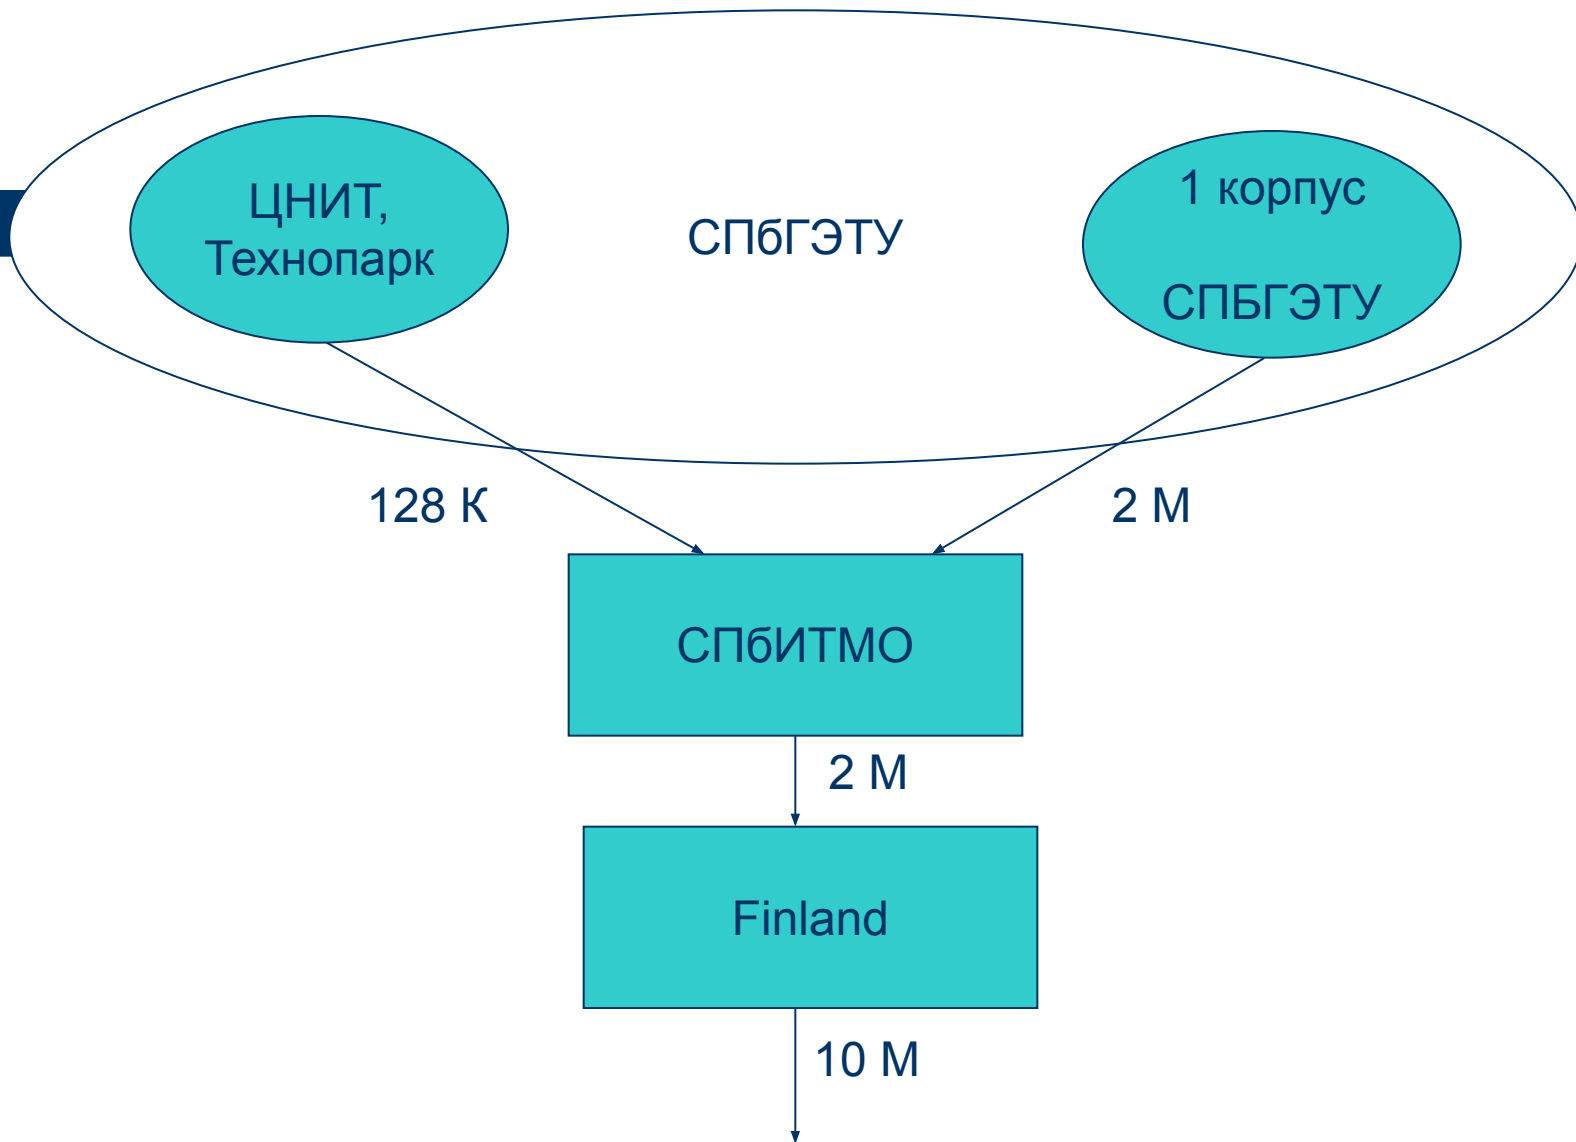 ЦНИТ,
Технопарк
СПбГЭТУ
1 корпус
СПБГЭТУ
128 К
2 М
СПбИТМО
2 М
Finland
10 М